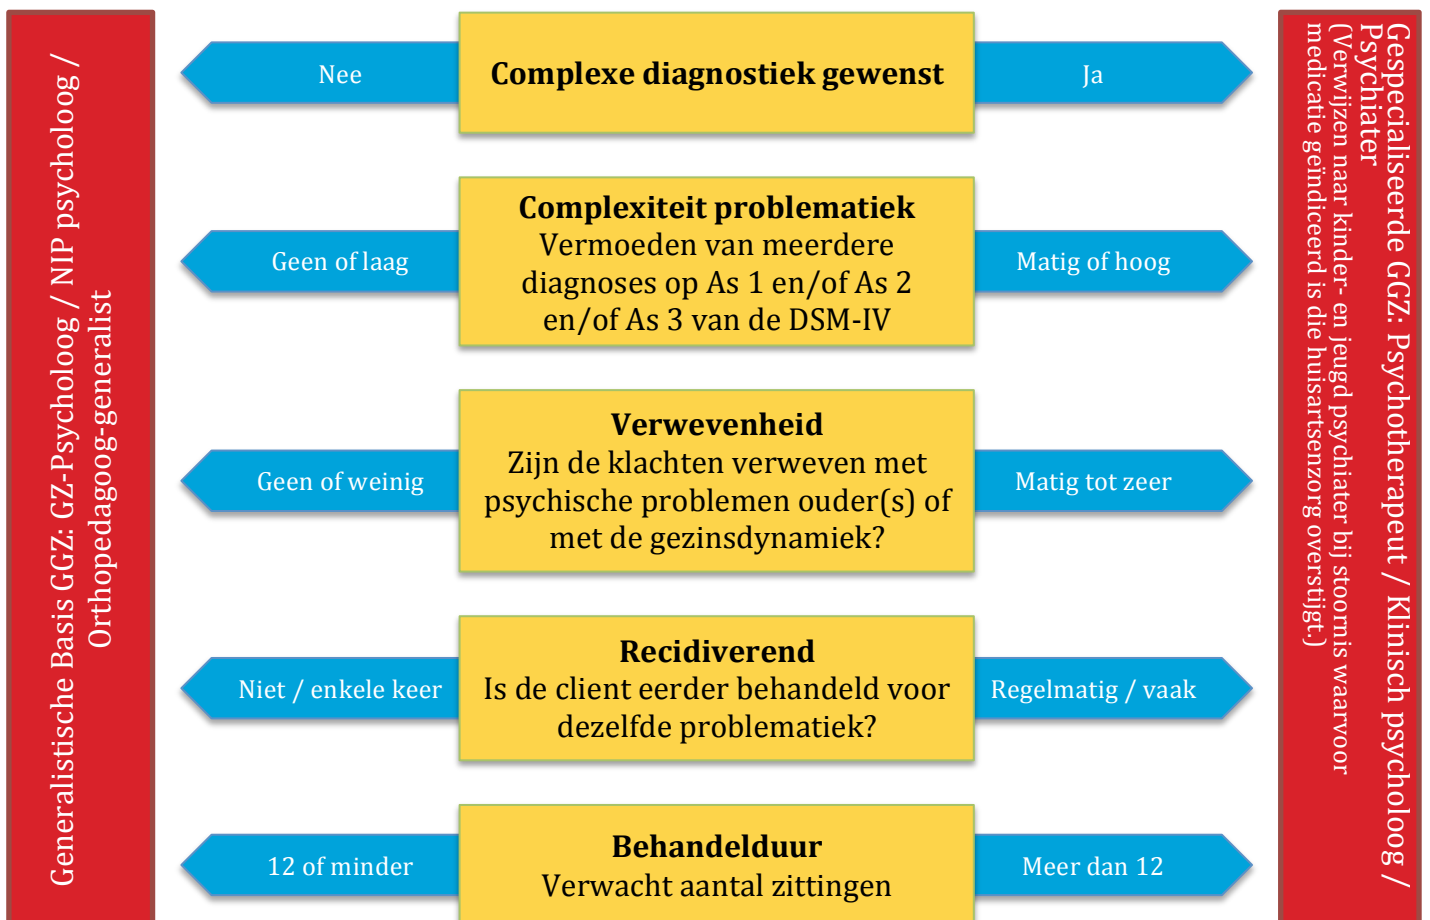 Generalistische Basis GGZ: GZ-Psycholoog / NIP psycholoog /
Orthopedagoog-generalist
Nee
Complexe diagnostiek gewenst
Ja
Geen of laag
Complexiteit problematiek
Vermoeden van meerdere
diagnoses op As 1 en/of As 2
en/of As 3 van de DSM-IV
Matig of hoog
Geen of weinig
Verwevenheid
Zijn de klachten verweven met
psychische problemen ouder(s) of
met de gezinsdynamiek?
Matig tot zeer
Niet / enkele keer
Recidiverend
Is de client eerder behandeld voor
dezelfde problematiek?
Regelmatig / vaak
12 of minder
Behandelduur
Verwacht aantal zittingen
Meer dan 12
Gespecialiseerde GGZ: Psychotherapeut / Klinisch psycholoog /
Psychiater
(Verwijzen naar kinder- en jeugd psychiater bij stoornis waarvoor
medicatie geïndiceerd is die huisartsenzorg overstijgt.)